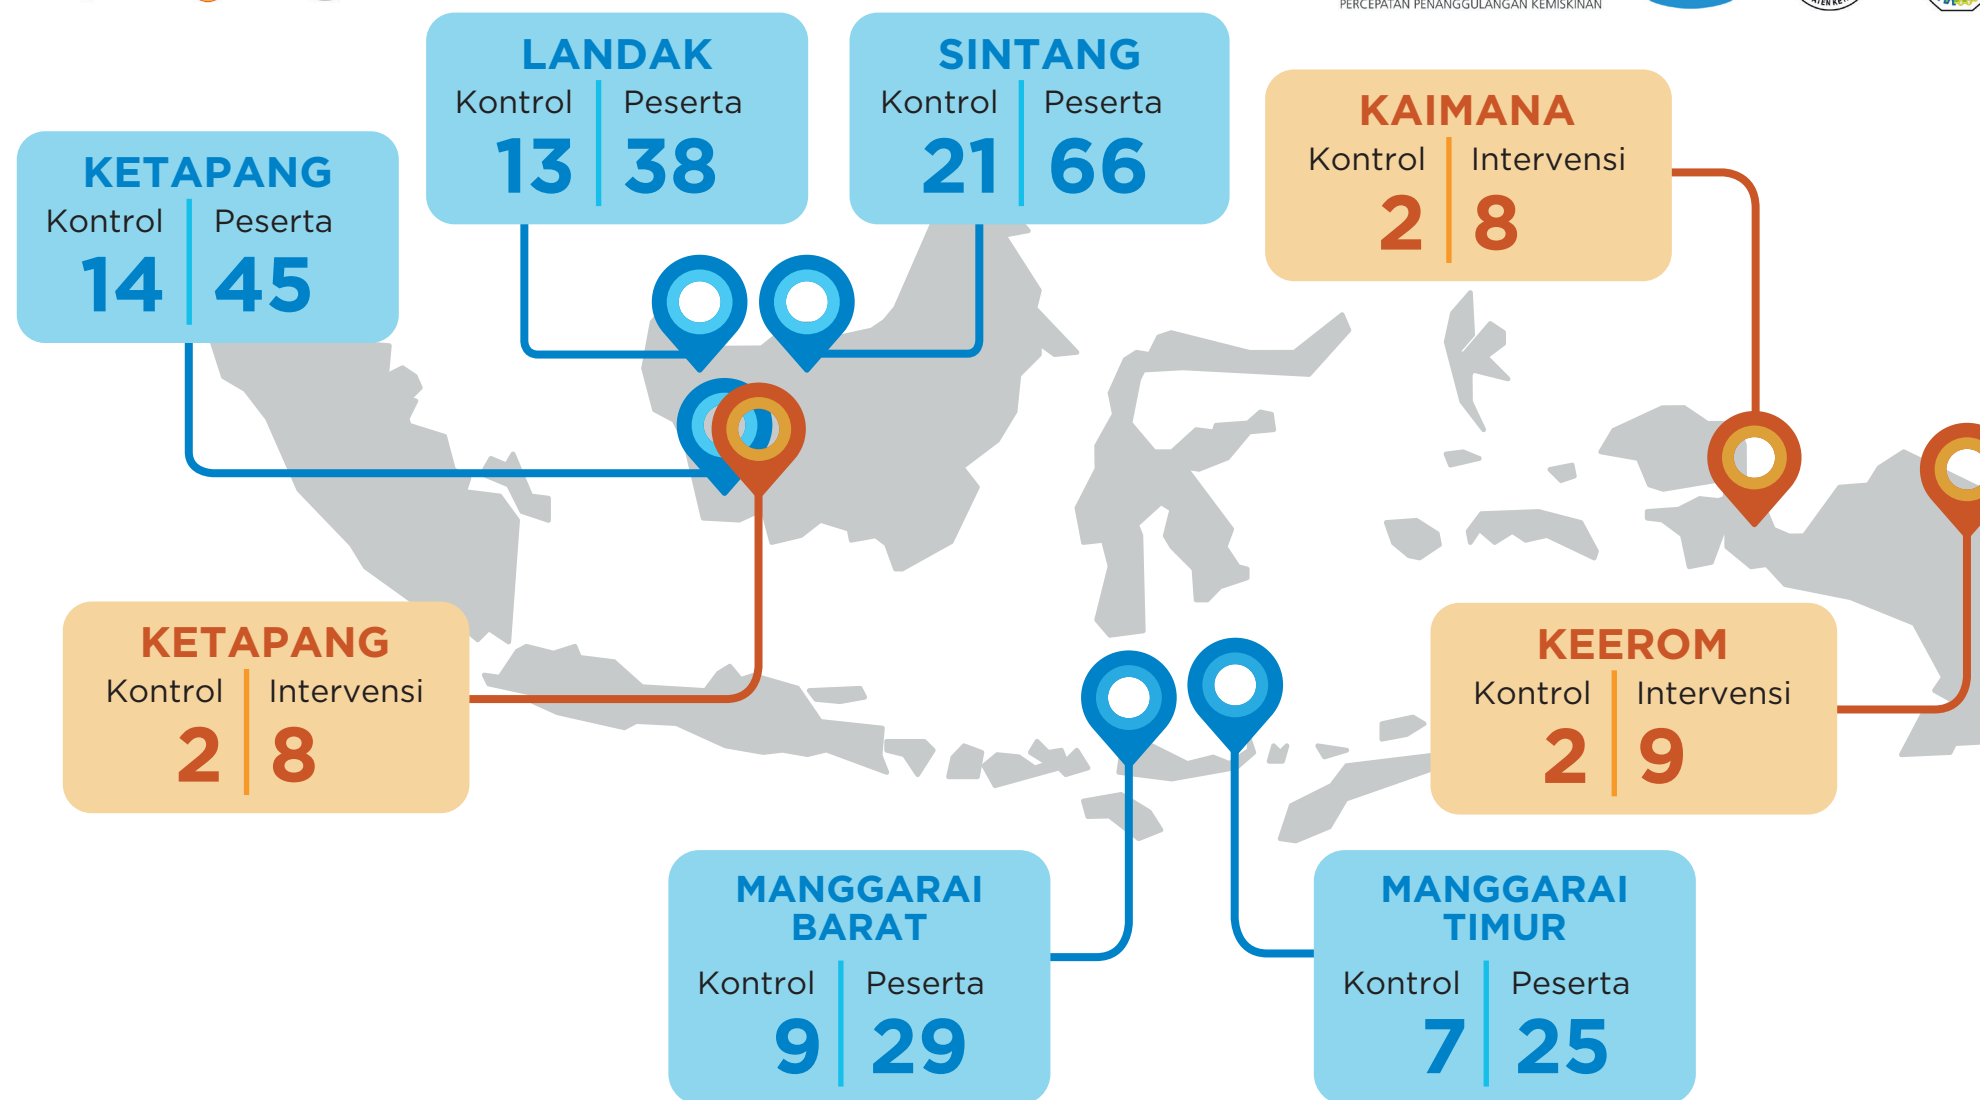 PERCEPATAN PENANGGULANGAN KEMISKINAN
LANDAK
Kontrol Peserta
13 38
SINTANG
Kontrol Peserta
21 66
KAIMANA
Kontrol Intervensi
2 8
KETAPANG
Kontrol Peserta
14 45
KETAPANG
Kontrol Intervensi
2 8
KEEROM
Kontrol Intervensi
2 9
MANGGARAI
BARAT
Kontrol Peserta
9 29
MANGGARAI
TIMUR
Kontrol Peserta
7 25